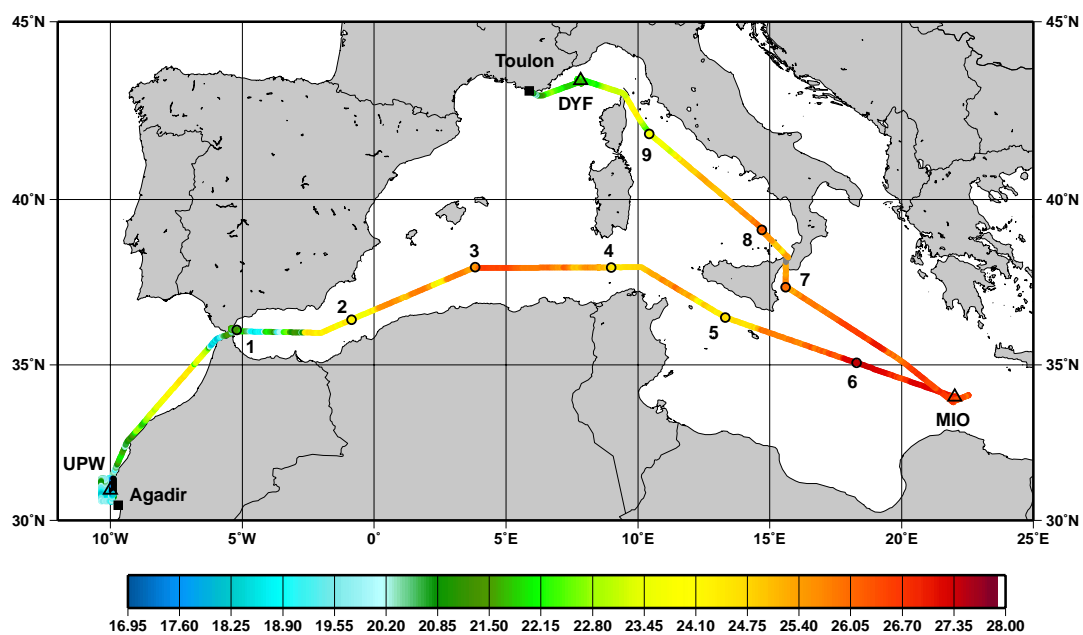 45˚N 45˚N
Toulon
DYF
9
40˚N 40˚N
8
3 4
7
2
5
1
35˚N 35˚N
6
MIO
UPW
Agadir
30˚N 30˚N
10˚W 5˚W 0˚ 5˚E 10˚E 15˚E 20˚E 25˚E
16.95 17.60 18.25 18.90 19.55 20.20 20.85 21.50 22.15 22.80 23.45 24.10 24.75 25.40 26.05 26.70 27.35 28.00